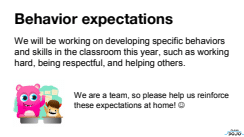 Behavior expectations
We will be working on developing specific behaviors
and skills in the classroom this year, such as working
hard, being respectful, and helping others.
We are a team, so please help us reinforce
these expectations at home! ☺